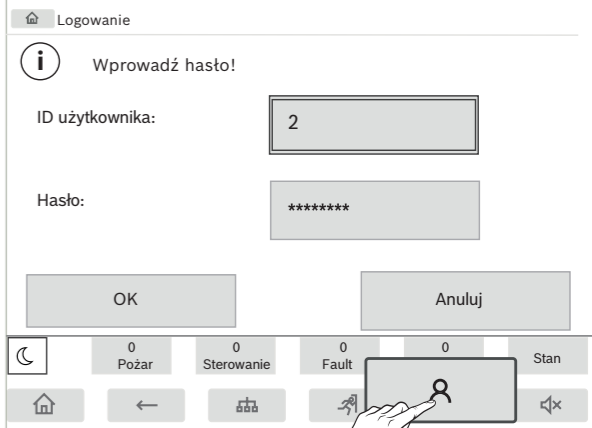 Logowanie
i
Wprowadź hasło!
ID użytkownika:
2
Hasło:
********
OK
Anuluj
0
Pożar
0
Sterowanie
0
Fault
0
Stan